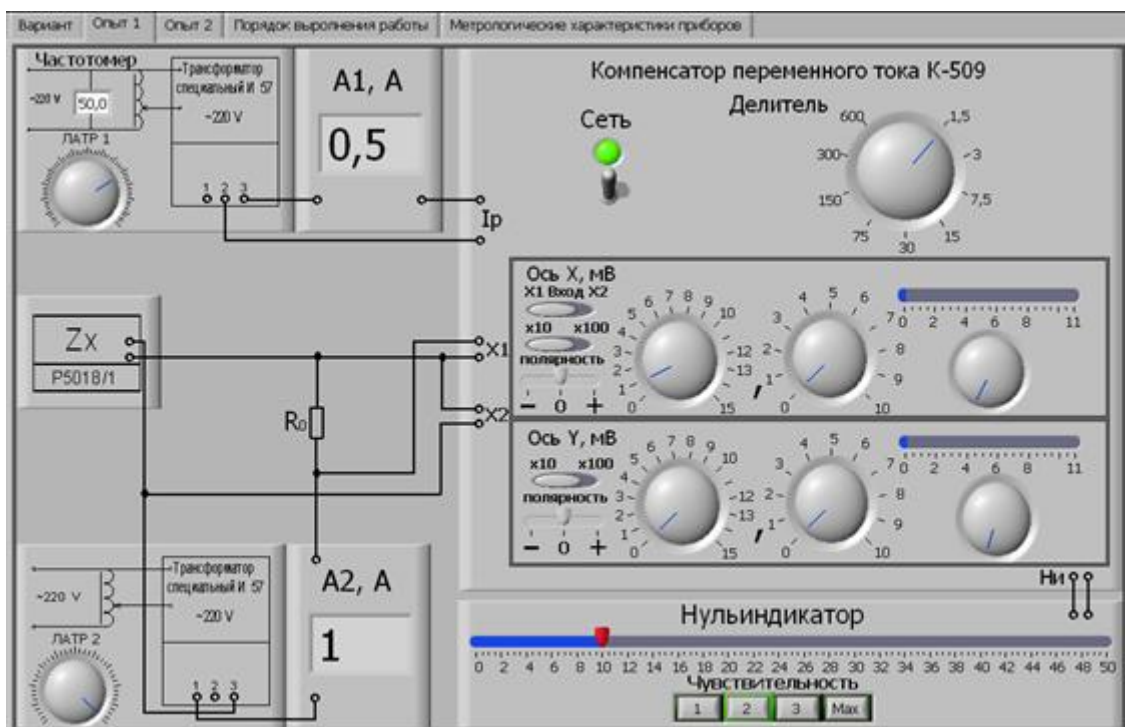 Вариант Опыт 1 Опыт 2 Порядок вырполнения работы Метрологические характеристики приборов
Частотомер
~220 V
50,0
ЛАТР 1
Трансформатор
специальный И 57
~220 V
1 2 3
А1, А
0,5
Iр
Компенсатор переменного тока К-509
Делитель
Сеть
600 1,5
300 3
150 7,5
75 30 15
Zx
Р5018/1
R0
X1
X2
Ось X, мВ
X1 Вход X2
x10 x100
полярность
- 0 +
0 1 2 3 4 5 6 7 8 9 10 12 13 15
,
0 1 2 3 4 5 6 7 8 9 10
0 2 4 6 8 11
Ось Y, мВ
x10 x100
полярность
- 0 +
0 1 2 3 4 5 6 7 8 9 10 12 13 15
,
0 1 2 3 4 5 6 7 8 9 10
0 2 4 6 8 11
Ни
~220 V
ЛАТР 2
Трансформатор
специальный И 57
~220 V
1 2 3
А2, А
1
Нульиндикатор
0 2 4 6 8 10 12 14 16 18 20 22 24 26 28 30 32 34 36 38 40 42 44 46 48 50
Чувствительность
1 2 3 Max